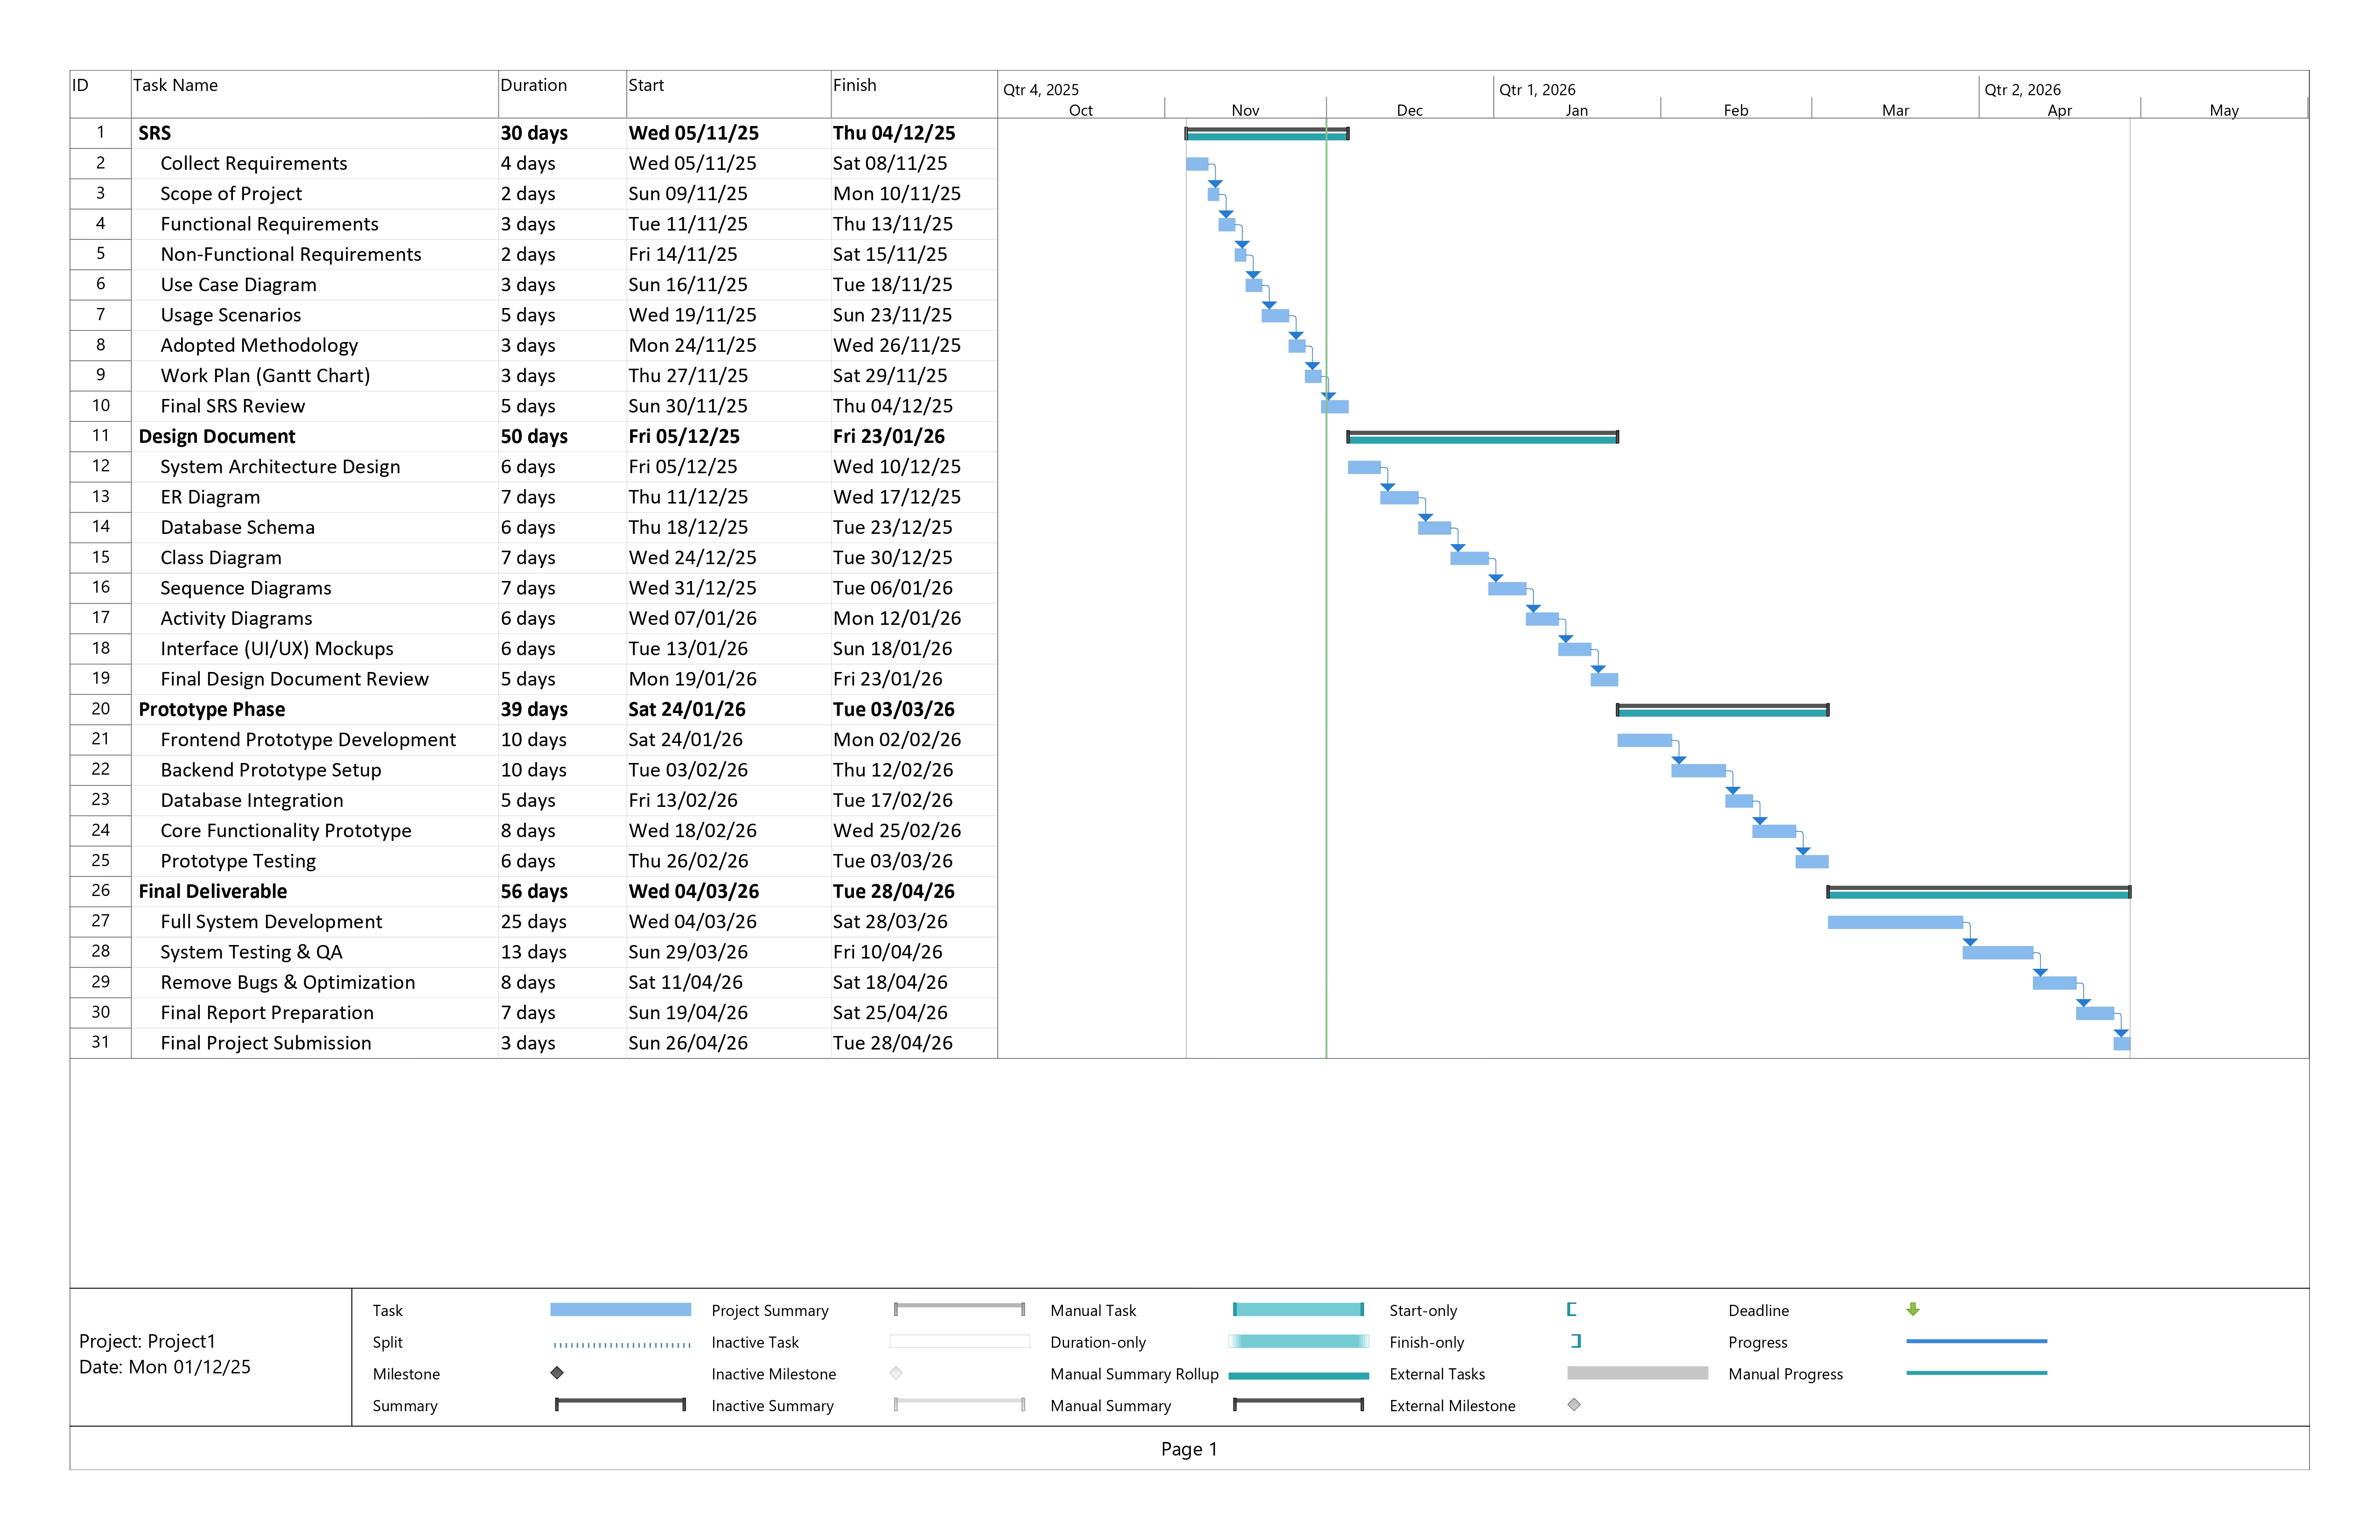 ID Task Name Duration Start Finish Qtr 4, 2025 Qtr 1, 2026 Qtr 2, 2026
Oct Nov Dec Jan Feb Mar Apr May
1 SRS 30 days Wed 05/11/25 Thu 04/12/25
2 Collect Requirements 4 days Wed 05/11/25 Sat 08/11/25
3 Scope of Project 2 days Sun 09/11/25 Mon 10/11/25
4 Functional Requirements 3 days Tue 11/11/25 Thu 13/11/25
5 Non-Functional Requirements 2 days Fri 14/11/25 Sat 15/11/25
6 Use Case Diagram 3 days Sun 16/11/25 Tue 18/11/25
7 Usage Scenarios 5 days Wed 19/11/25 Sun 23/11/25
8 Adopted Methodology 3 days Mon 24/11/25 Wed 26/11/25
9 Work Plan (Gantt Chart) 3 days Thu 27/11/25 Sat 29/11/25
10 Final SRS Review 5 days Sun 30/11/25 Thu 04/12/25
11 Design Document 50 days Fri 05/12/25 Fri 23/01/26
12 System Architecture Design 6 days Fri 05/12/25 Wed 10/12/25
13 ER Diagram 7 days Thu 11/12/25 Wed 17/12/25
14 Database Schema 6 days Thu 18/12/25 Tue 23/12/25
15 Class Diagram 7 days Wed 24/12/25 Tue 30/12/25
16 Sequence Diagrams 7 days Wed 31/12/25 Tue 06/01/26
17 Activity Diagrams 6 days Wed 07/01/26 Mon 12/01/26
18 Interface (UI/UX) Mockups 6 days Tue 13/01/26 Sun 18/01/26
19 Final Design Document Review 5 days Mon 19/01/26 Fri 23/01/26
20 Prototype Phase 39 days Sat 24/01/26 Tue 03/03/26
21 Frontend Prototype Development 10 days Sat 24/01/26 Mon 02/02/26
22 Backend Prototype Setup 10 days Tue 03/02/26 Thu 12/02/26
23 Database Integration 5 days Fri 13/02/26 Tue 17/02/26
24 Core Functionality Prototype 8 days Wed 18/02/26 Wed 25/02/26
25 Prototype Testing 6 days Thu 26/02/26 Tue 03/03/26
26 Final Deliverable 56 days Wed 04/03/26 Tue 28/04/26
27 Full System Development 25 days Wed 04/03/26 Sat 28/03/26
28 System Testing & QA 13 days Sun 29/03/26 Fri 10/04/26
29 Remove Bugs & Optimization 8 days Sat 11/04/26 Sat 18/04/26
30 Final Report Preparation 7 days Sun 19/04/26 Sat 25/04/26
31 Final Project Submission 3 days Sun 26/04/26 Tue 28/04/26
Project: Project1
Date: Mon 01/12/25
Task Project Summary Manual Task Start-only Deadline
Split Inactive Task Duration-only Finish-only Progress
Milestone Inactive Milestone Manual Summary Rollup External Tasks Manual Progress
Summary Inactive Summary Manual Summary External Milestone
Page 1